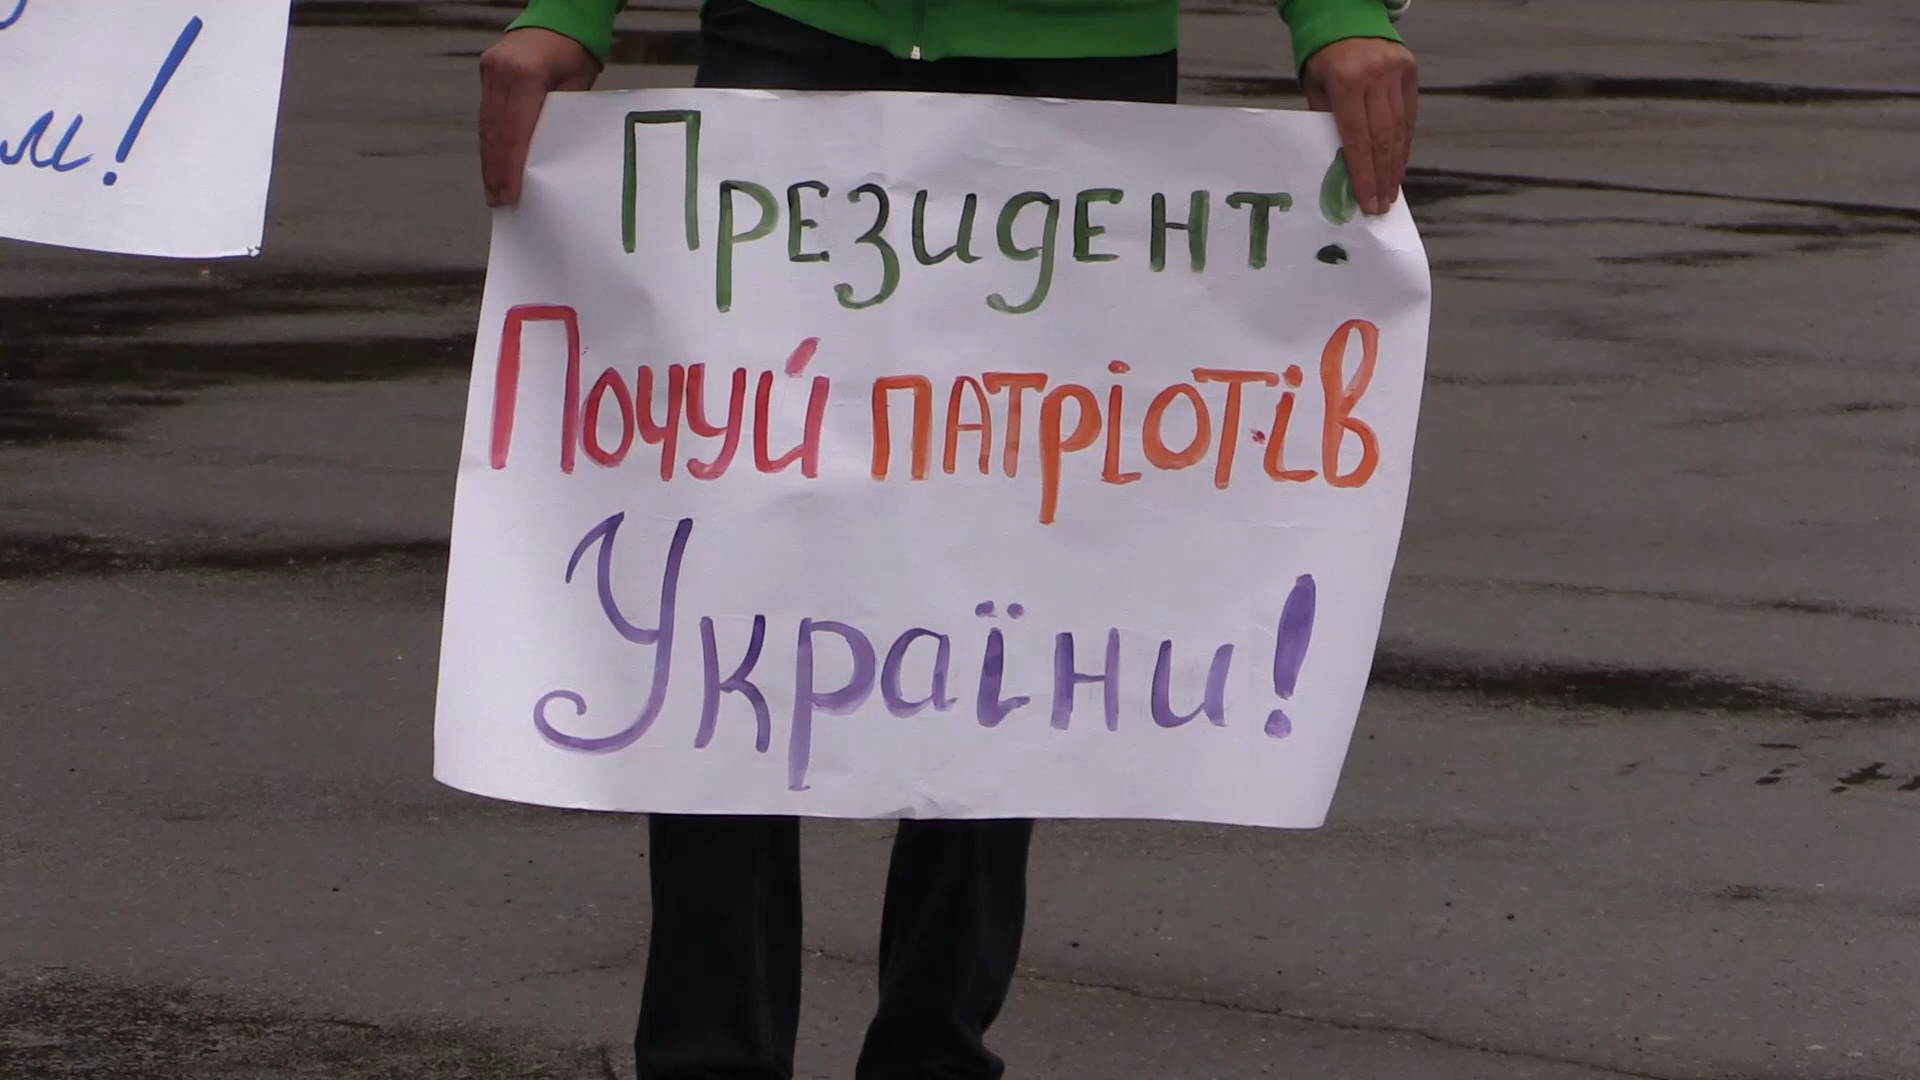 Президент!
Почуй патріотів
України!